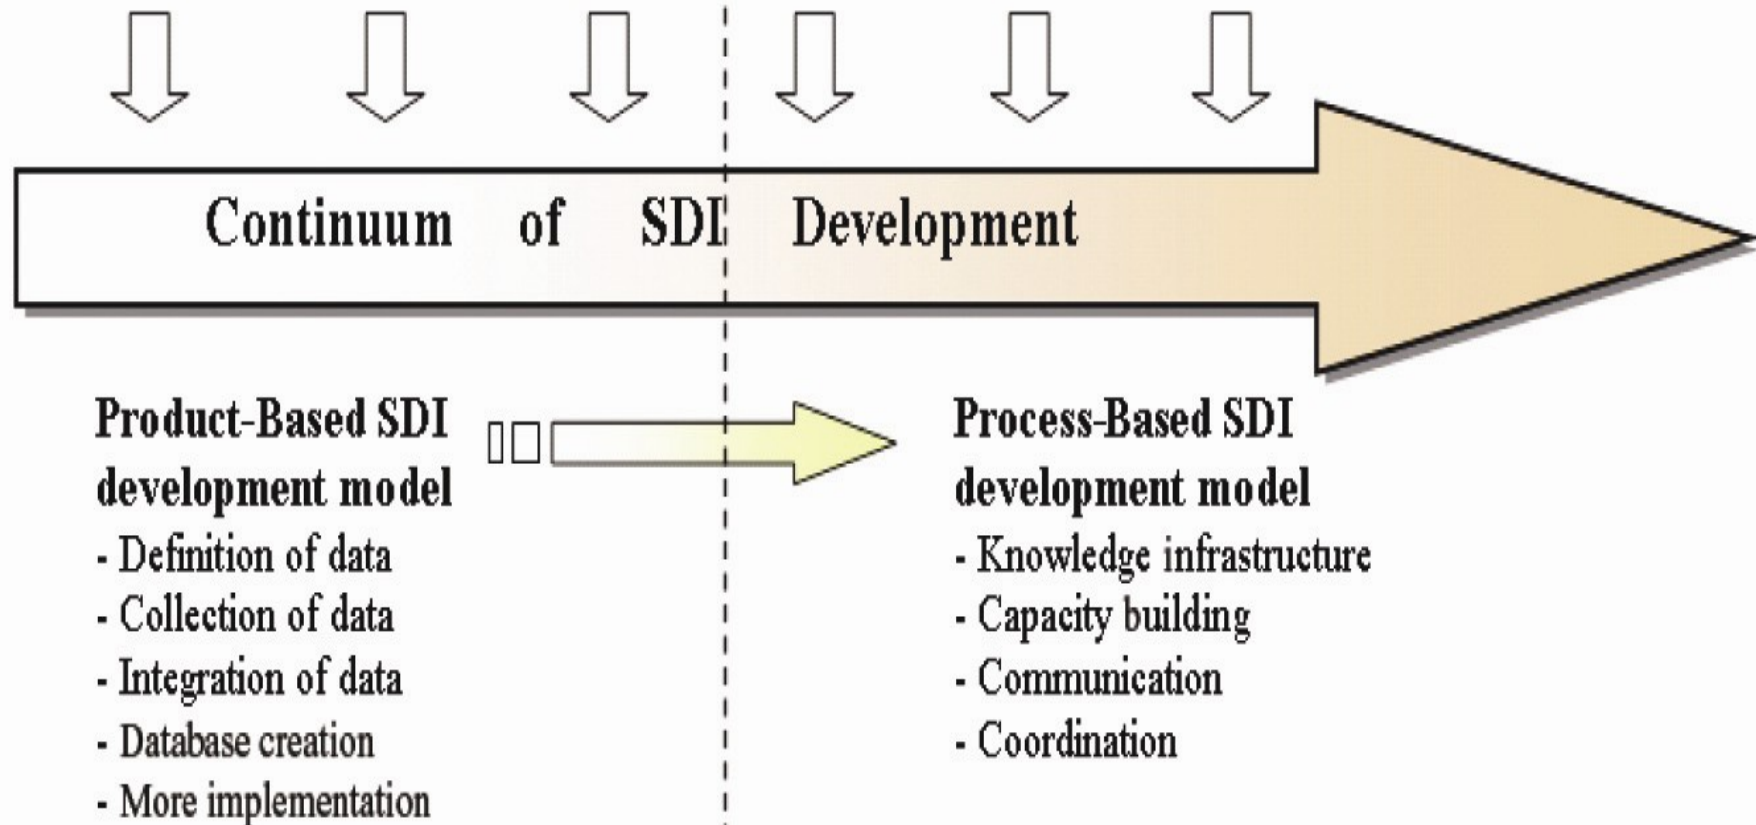 Continuum of SDI Development
Product-Based SDI
development model
- Definition of data
- Collection of data
- Integration of data
- Database creation
- More implementation
Process-Based SDI
development model
- Knowledge infrastructure
- Capacity building
- Communication
- Coordination